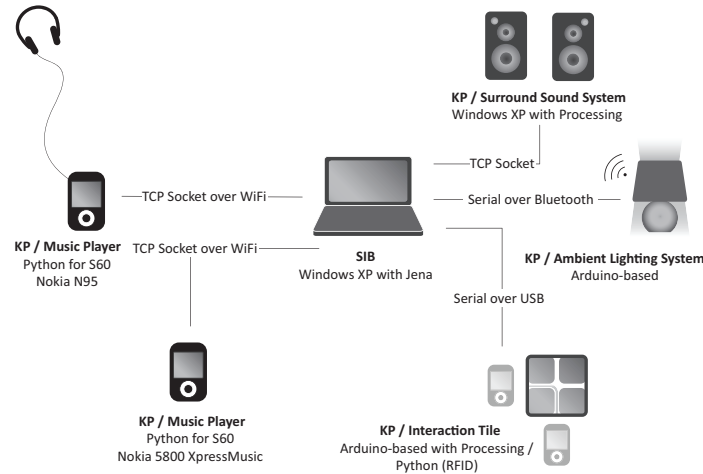 KP / Surround Sound System
Windows XP with Processing
TCP Socket
TCP Socket over WiFi
Serial over Bluetooth
KP / Music Player
Python for S60
Nokia N95
TCP Socket over WiFi
SIB
Windows XP with Jena
KP / Ambient Lighting System
Arduino-based
Serial over USB
KP / Music Player
Python for S60
Nokia 5800 XpressMusic
KP / Interaction Tile
Arduino-based with Processing /
Python (RFID)